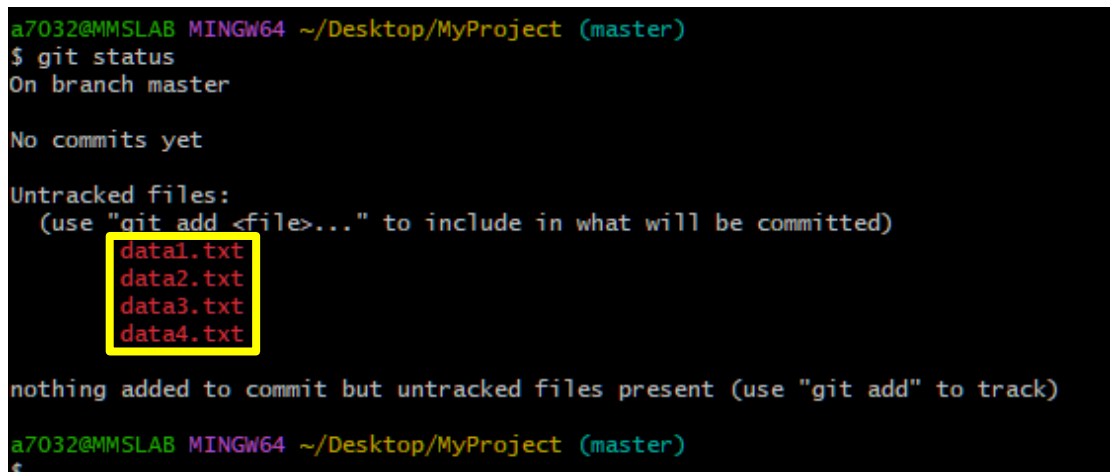 a7032@MMSLAB MINGW64 ~/Desktop/MyProject (master)
$ git status
On branch master
No commits yet
Untracked files:
(use "git add <file>..." to include in what will be committed)
data1.txt
data2.txt
data3.txt
data4.txt
nothing added to commit but untracked files present (use "git add" to track)
a7032@MMSLAB MINGW64 ~/Desktop/MyProject (master)
$